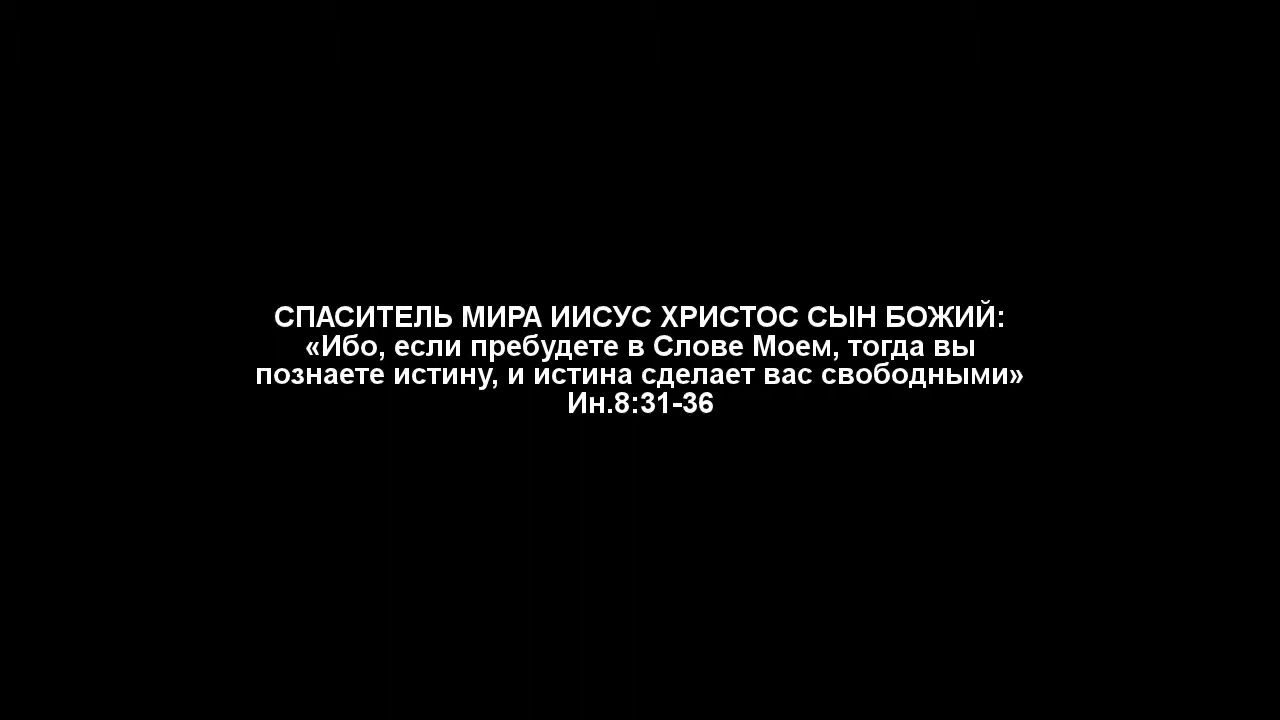 СПАСИТЕЛЬ МИРА ИИСУС ХРИСТОС СЫН БОЖИЙ:
«Ибо, если пребудете в Слове Моем, тогда вы
познаете истину, и истина сделает вас свободными»
Ин.8:31-36